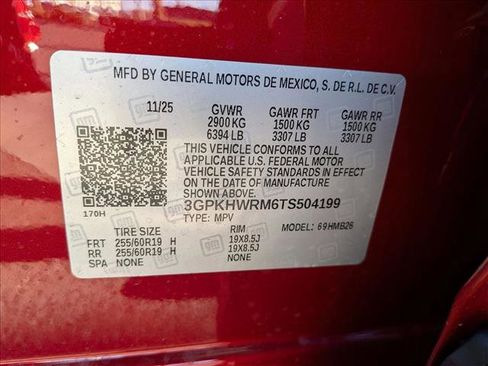 MFD BY GENERAL MOTORS DE MEXICO, S. DE R.L. DE C.V.
11/25 GVWR GAWR FRT GAWR RR
2900 KG 1500 KG 1500 KG
6394 LB 3307 LB 3307 LB
THIS VEHICLE CONFORMS TO ALL
APPLICABLE U.S. FEDERAL MOTOR
VEHICLE SAFETY STANDARDS IN EFFECT
ON THE DATE OF MANUFACTURE
SHOWN ABOVE.
3GPKHWRM6TS504199
170H TYPE: MPV MODEL: 69HMB26
TIRE SIZE RIM
FRT 255/60R19 H 19X8.5J
RR 255/60R19 H 19X8.5J
SPA NONE NONE